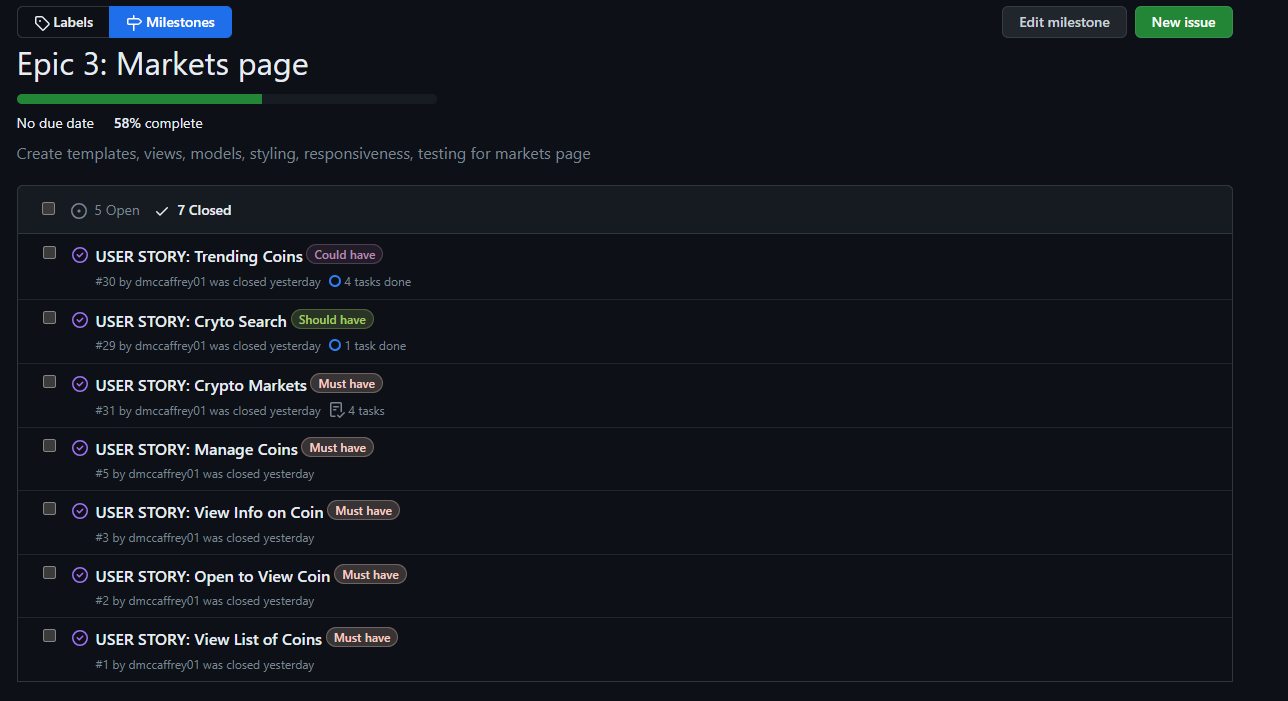 Labels Milestones Edit milestone New issue
Epic 3: Markets page
No due date 58% complete
Create templates, views, models, styling, responsiveness, testing for markets page
5 Open 7 Closed
USER STORY: Trending Coins Could have
#30 by dmccaffrey01 was closed yesterday 4 tasks done
USER STORY: Cryto Search Should have
#29 by dmccaffrey01 was closed yesterday 1 task done
USER STORY: Crypto Markets Must have
#31 by dmccaffrey01 was closed yesterday 4 tasks
USER STORY: Manage Coins Must have
#5 by dmccaffrey01 was closed yesterday
USER STORY: View Info on Coin Must have
#3 by dmccaffrey01 was closed yesterday
USER STORY: Open to View Coin Must have
#2 by dmccaffrey01 was closed yesterday
USER STORY: View List of Coins Must have
#1 by dmccaffrey01 was closed yesterday